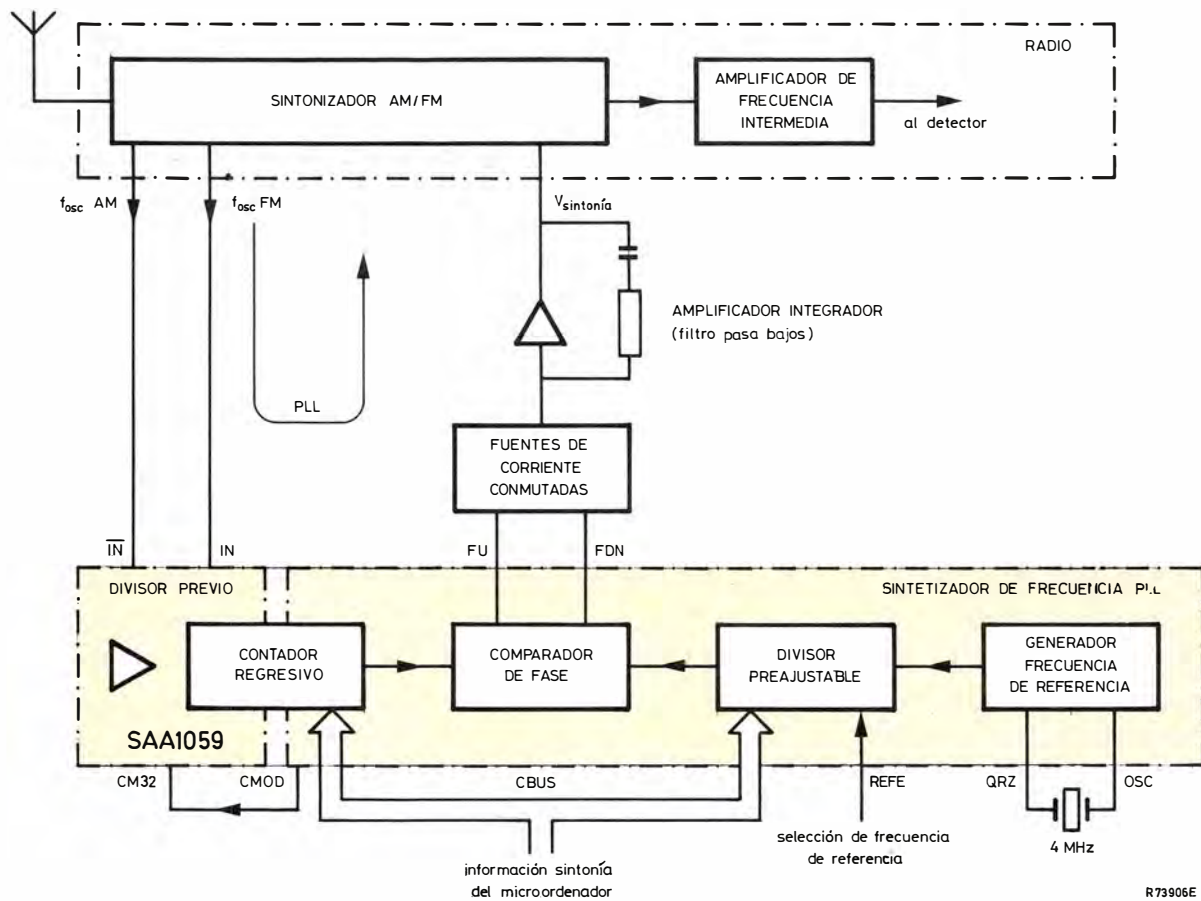 RADIO
SINTONIZADOR AM/FM
AMPLIFICADOR DE
FRECUENCIA
INTERMEDIA
al detector
fosc AM
fosc FM
Vsintonía
AMPLIFICADOR INTEGRADOR
(filtro pasa bajos)
PLL
FUENTES DE
CORRIENTE
CONMUTADAS
IN
IN
FU
FDN
DIVISOR PREVIO
SINTETIZADOR DE FRECUENCIA PLL
CONTADOR
REGRESIVO
COMPARADOR
DE FASE
DIVISOR
PREAJUSTABLE
GENERADOR
FRECUENCIA
DE REFERENCIA
SAA1059
CM32
CMOD
CBUS
REFE
QRZ
OSC
4 MHz
selección de frecuencia
de referencia
información sintonía
del microordenador
R73906E